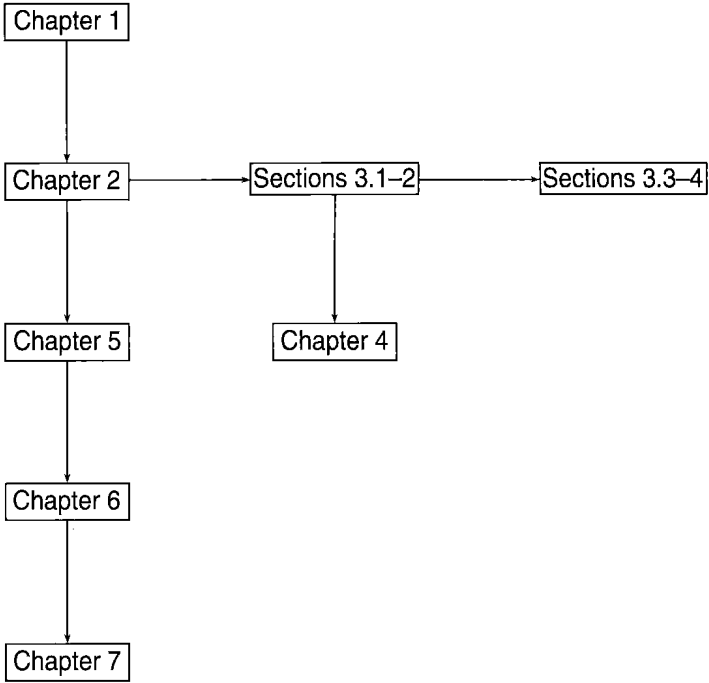 Chapter 1
Chapter 2
Sections 3.1–2
Sections 3.3–4
Chapter 5
Chapter 4
Chapter 6
Chapter 7